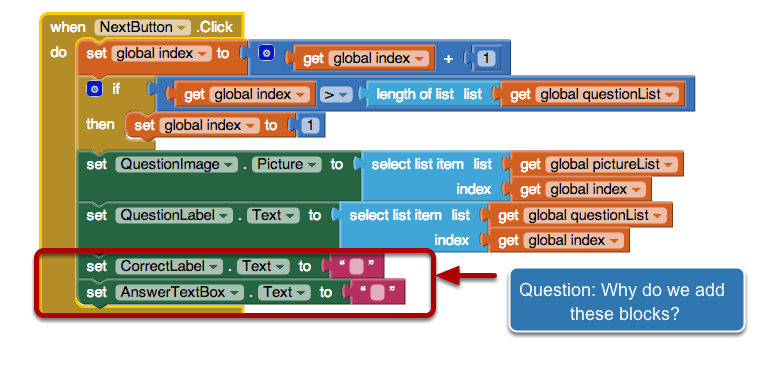 when NextButton .Click
do set global index to get global index + 1
if get global index > length of list list get global questionList
then set global index to 1
set QuestionImage . Picture to select list item list get global pictureList
index get global index
set QuestionLabel . Text to select list item list get global questionList
index get global index
set CorrectLabel . Text to “ ”
set AnswerTextBox . Text to “ ”
Question: Why do we add
these blocks?